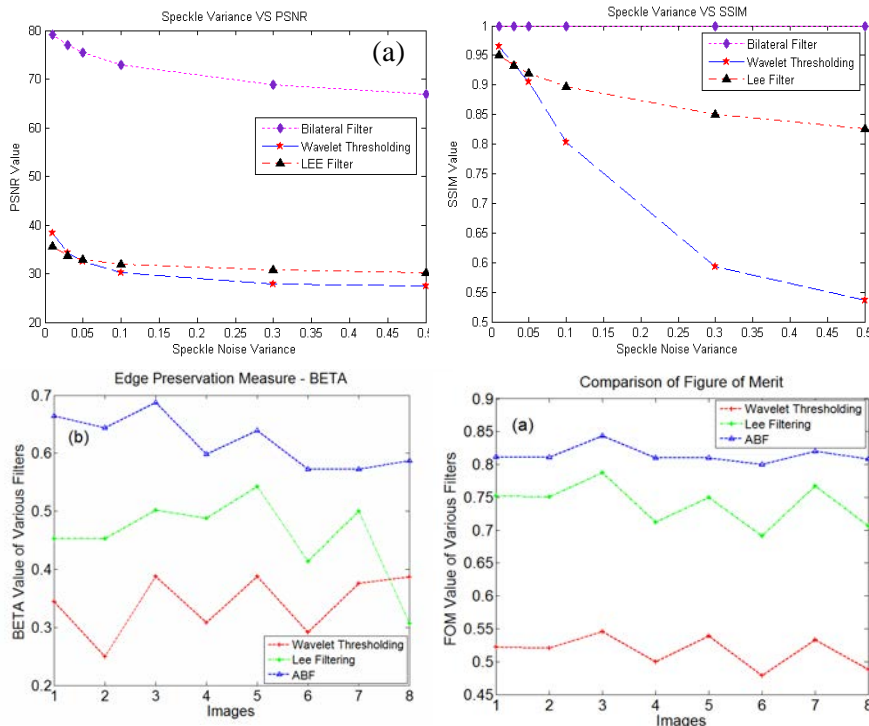 Speckle Variance VS PSNR
80
70
60
50
40
30
20
(a)
Bilateral Filter
Wavelet Thresholding
LEE Filter
PSNR Value
0 0.05 0.1 0.15 0.2 0.25 0.3 0.35 0.4 0.45 0.5
Speckle Noise Variance
Speckle Variance VS SSIM
1
0.95
0.9
0.85
0.8
0.75
0.7
0.65
0.6
0.55
0.5
Bilateral Filter
Wavelet Thresholding
Lee Filter
SSIM Value
0 0.05 0.1 0.15 0.2 0.25 0.3 0.35 0.4 0.45 0.5
Speckle Noise Variance
Edge Preservation Measure - BETA
0.7
0.6
0.5
0.4
0.3
0.2
(b)
BETA Value of Various Filters
Wavelet Thresholding
Lee Filtering
ABF
1 2 3 4 5 6 7 8
Images
Comparison of Figure of Merit
0.9
0.85
0.8
0.75
0.7
0.65
0.6
0.55
0.5
0.45
(a)
Wavelet Thresholding
Lee Filtering
ABF
FOM Value of Various Filters
1 2 3 4 5 6 7 8
Images